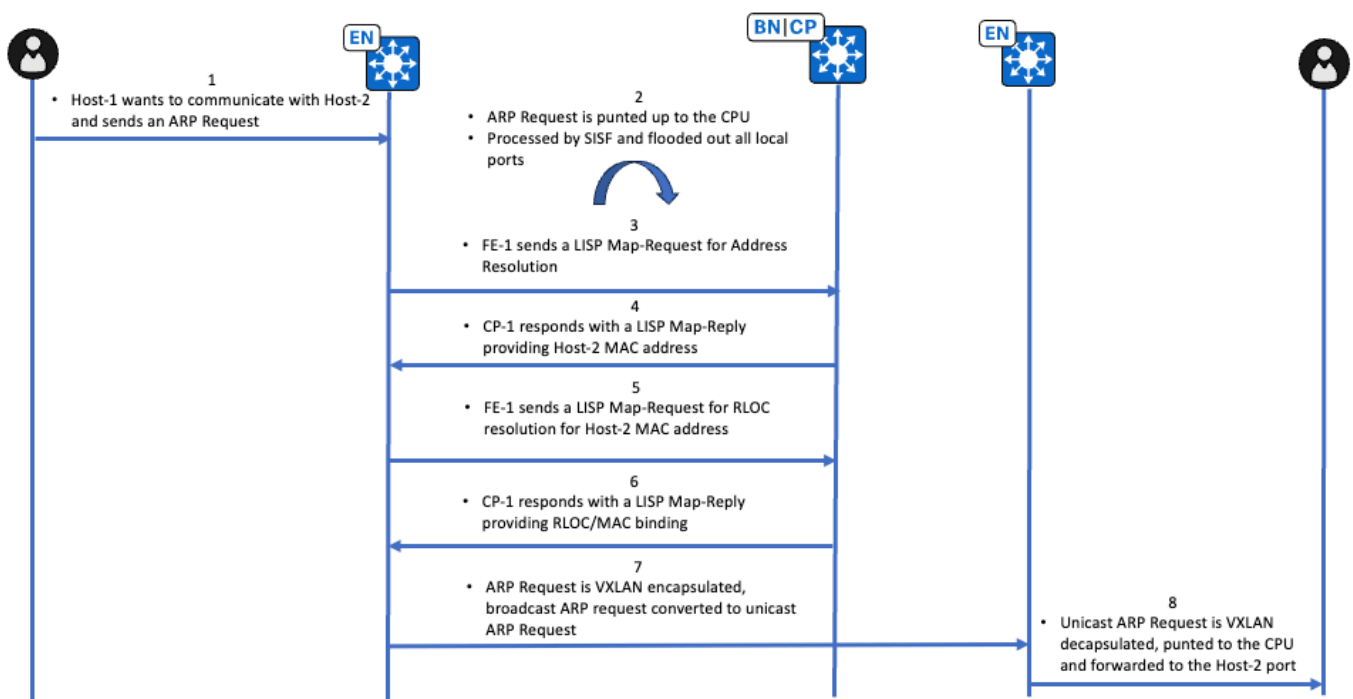 EN
BN|CP
EN
1
• Host-1 wants to communicate with Host-2
and sends an ARP Request
2
• ARP Request is punted up to the CPU
• Processed by SISF and flooded out all local
ports
3
• FE-1 sends a LISP Map-Request for Address
Resolution
4
• CP-1 responds with a LISP Map-Reply
providing Host-2 MAC address
5
• FE-1 sends a LISP Map-Request for RLOC
resolution for Host-2 MAC address
6
• CP-1 responds with a LISP Map-Reply
providing RLOC/MAC binding
7
• ARP Request is VXLAN encapsulated,
broadcast ARP request converted to unicast
ARP Request
8
• Unicast ARP Request is VXLAN
decapsulated, punted to the CPU
and forwarded to the Host-2 port